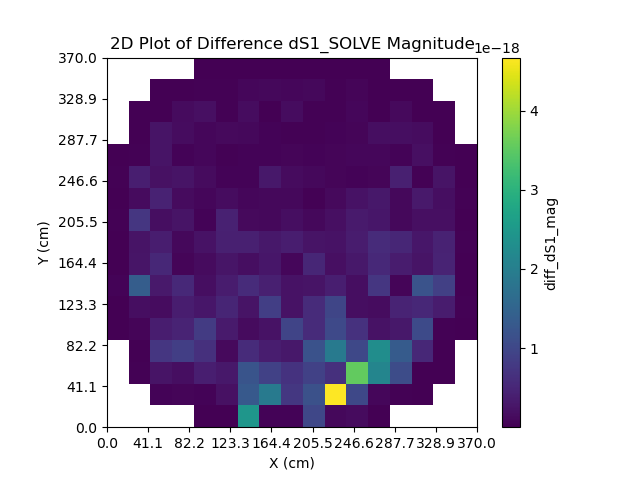 2D Plot of Difference dS1_SOLVE Magnitude
1e−18
370.0
328.9
287.7
246.6
205.5
164.4
123.3
82.2
41.1
0.0
Y (cm)
0.0 41.1 82.2 123.3 164.4 205.5 246.6 287.7 328.9 370.0
X (cm)
4
3
2
1
diff_dS1_mag